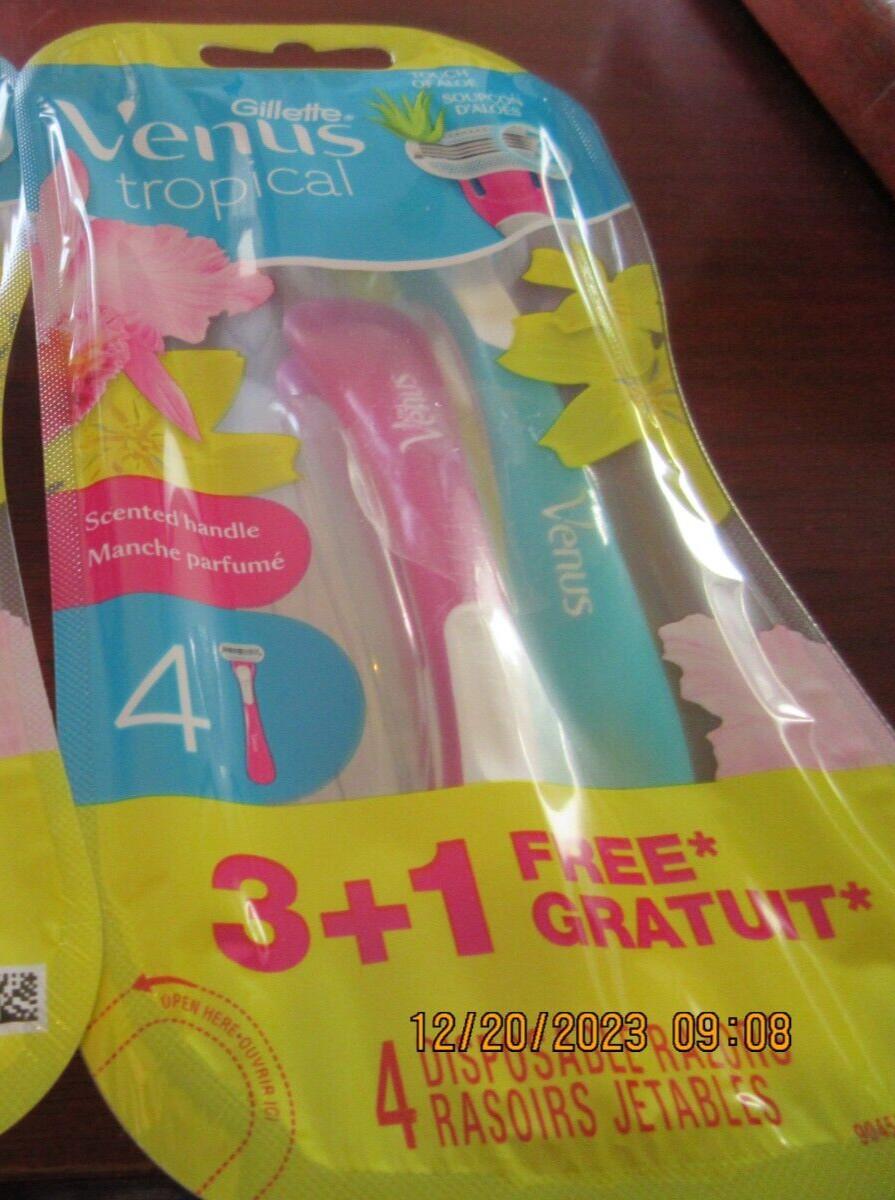 TOUCH
OF ALOE
SOUPÇON
D'ALOÈS
Gillette®
Venus
tropical
Venus
Venus
Scented handle
Manche parfumé
4
3+1 FREE*
GRATUIT*
OPEN HERE•OUVRIR ICI
12/20/2023 09:08
4 DISPOSABLE RAZORS
RASOIRS JETABLES